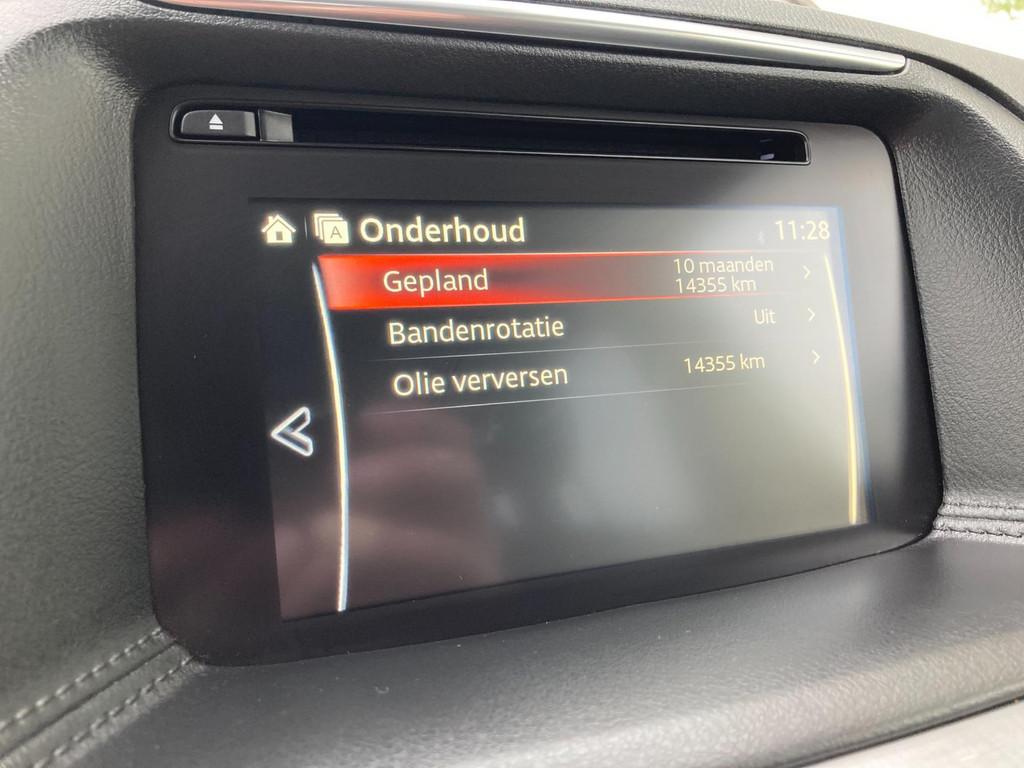 A Onderhoud 11:28
Gepland 10 maanden
14355 km
Bandenrotatie Uit
Olie verversen 14355 km